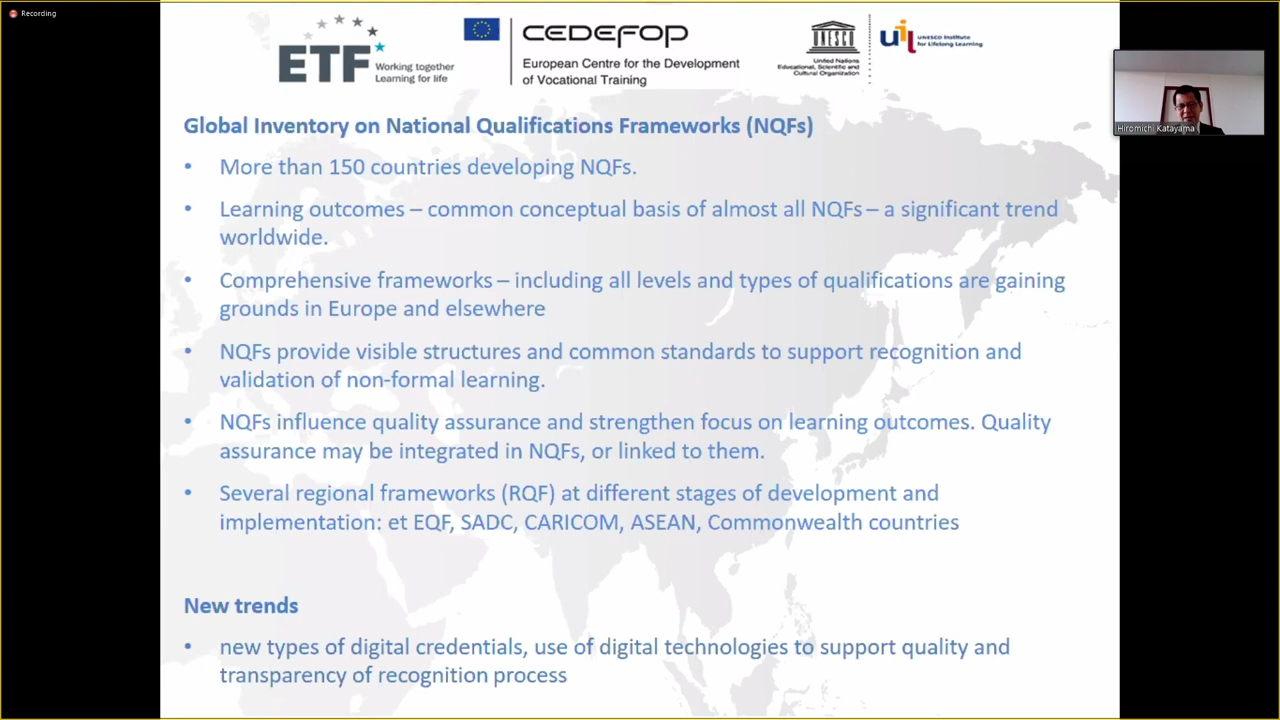 Recording
ETF
Working together
Learning for life
CEDEFOP
European Centre for the Development
of Vocational Training
UNESCO
United Nations
Educational, Scientific and
Cultural Organization
uil
UNESCO Institute
for Lifelong Learning
Hiromichi Katayama
Global Inventory on National Qualifications Frameworks (NQFs)
• More than 150 countries developing NQFs.
• Learning outcomes – common conceptual basis of almost all NQFs – a significant trend
worldwide.
• Comprehensive frameworks – including all levels and types of qualifications are gaining
grounds in Europe and elsewhere
• NQFs provide visible structures and common standards to support recognition and
validation of non-formal learning.
• NQFs influence quality assurance and strengthen focus on learning outcomes. Quality
assurance may be integrated in NQFs, or linked to them.
• Several regional frameworks (RQF) at different stages of development and
implementation: et EQF, SADC, CARICOM, ASEAN, Commonwealth countries
New trends
• new types of digital credentials, use of digital technologies to support quality and
transparency of recognition process